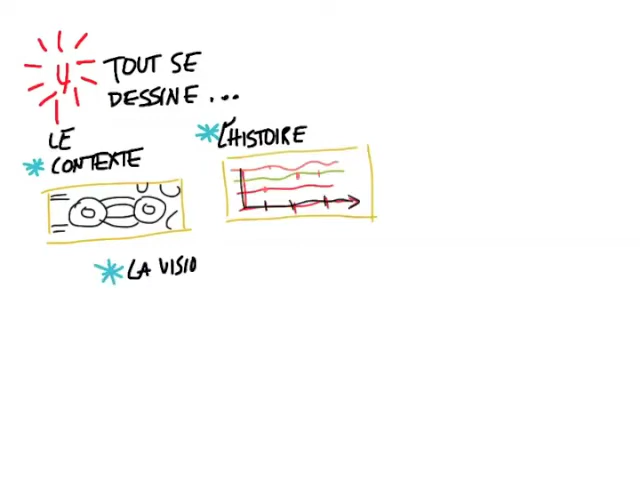 4 TOUT SE
DESSINE...
LE
CONTEXTE
L'HISTOIRE
LA VISIO